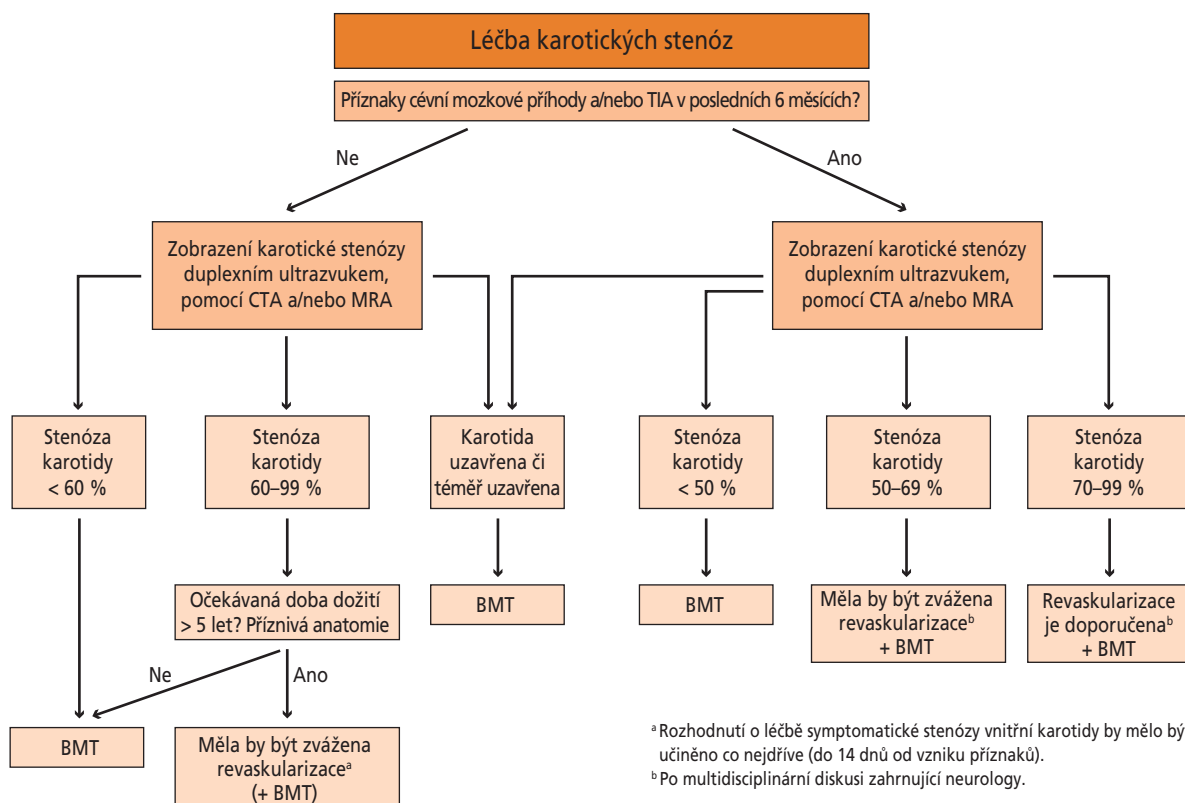 Léčba karotických stenóz
Příznaky cévní mozkové příhody a/nebo TIA v posledních 6 měsících?
Ne
Ano
Zobrazení karotické stenózy
duplexním ultrazvukem,
pomocí CTA a/nebo MRA
Zobrazení karotické stenózy
duplexním ultrazvukem,
pomocí CTA a/nebo MRA
Stenóza
karotidy
< 60 %
Stenóza
karotidy
60–99 %
Karotida
uzavřena či
téměř uzavřena
Stenóza
karotidy
< 50 %
Stenóza
karotidy
50–69 %
Stenóza
karotidy
70–99 %
Očekávaná doba dožití
> 5 let? Příznivá anatomie
BMT
BMT
Měla by být zvážena
revaskularizaceᵇ
+ BMT
Revaskularizace
je doporučenaᵇ
+ BMT
Ne
Ano
BMT
Měla by být zvážena
revaskularizaceᵃ
(+ BMT)
ᵃ Rozhodnutí o léčbě symptomatické stenózy vnitřní karotidy by mělo bý
učiněno co nejdříve (do 14 dnů od vzniku příznaků).
ᵇ Po multidisciplinární diskusi zahrnující neurology.